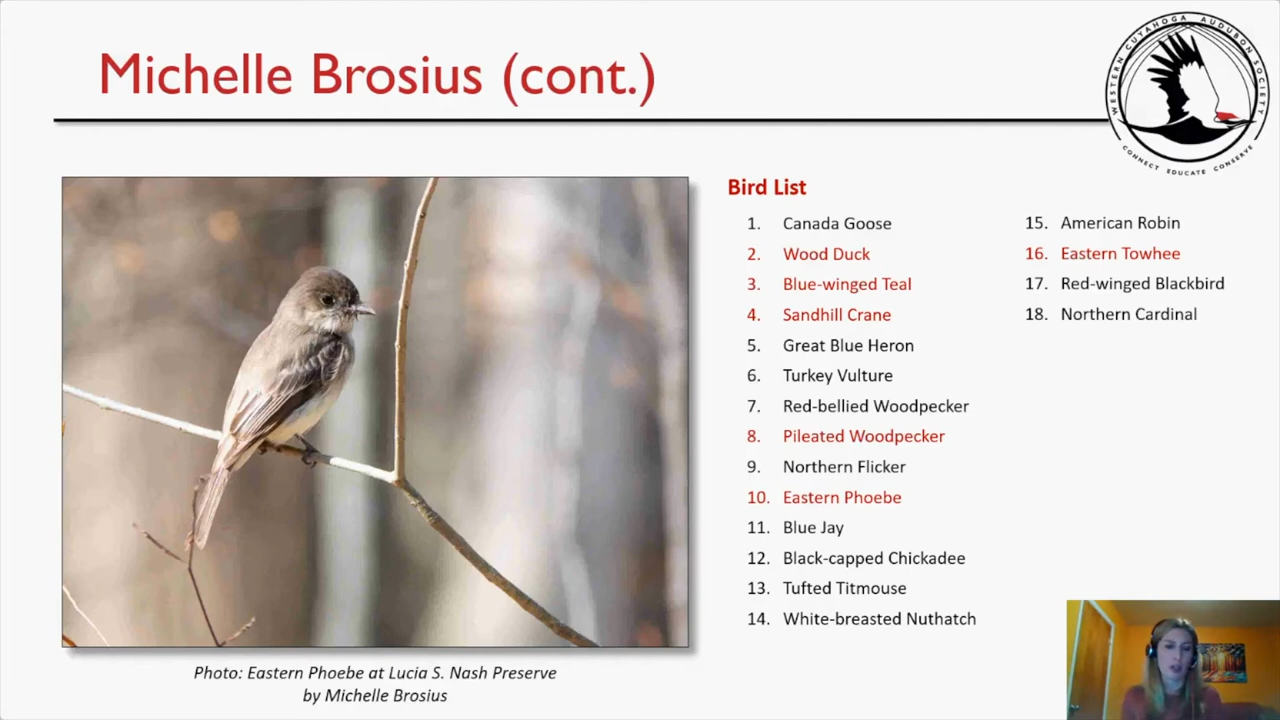 Michelle Brosius (cont.)
WESTERN CUYAHOGA AUDUBON SOCIETY
CONNECT EDUCATE CONSERVE
Bird List
1. Canada Goose
2. Wood Duck
3. Blue-winged Teal
4. Sandhill Crane
5. Great Blue Heron
6. Turkey Vulture
7. Red-bellied Woodpecker
8. Pileated Woodpecker
9. Northern Flicker
10. Eastern Phoebe
11. Blue Jay
12. Black-capped Chickadee
13. Tufted Titmouse
14. White-breasted Nuthatch
15. American Robin
16. Eastern Towhee
17. Red-winged Blackbird
18. Northern Cardinal
Photo: Eastern Phoebe at Lucia S. Nash Preserve
by Michelle Brosius